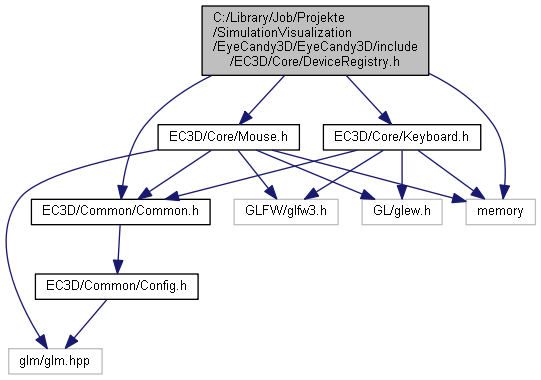 C:/Library/Job/Projekte
/SimulationVisualization
/EyeCandy3D/EyeCandy3D/include
/EC3D/Core/DeviceRegistry.h
EC3D/Core/Mouse.h
EC3D/Core/Keyboard.h
EC3D/Common/Common.h
GLFW/glfw3.h
GL/glew.h
memory
EC3D/Common/Config.h
glm/glm.hpp